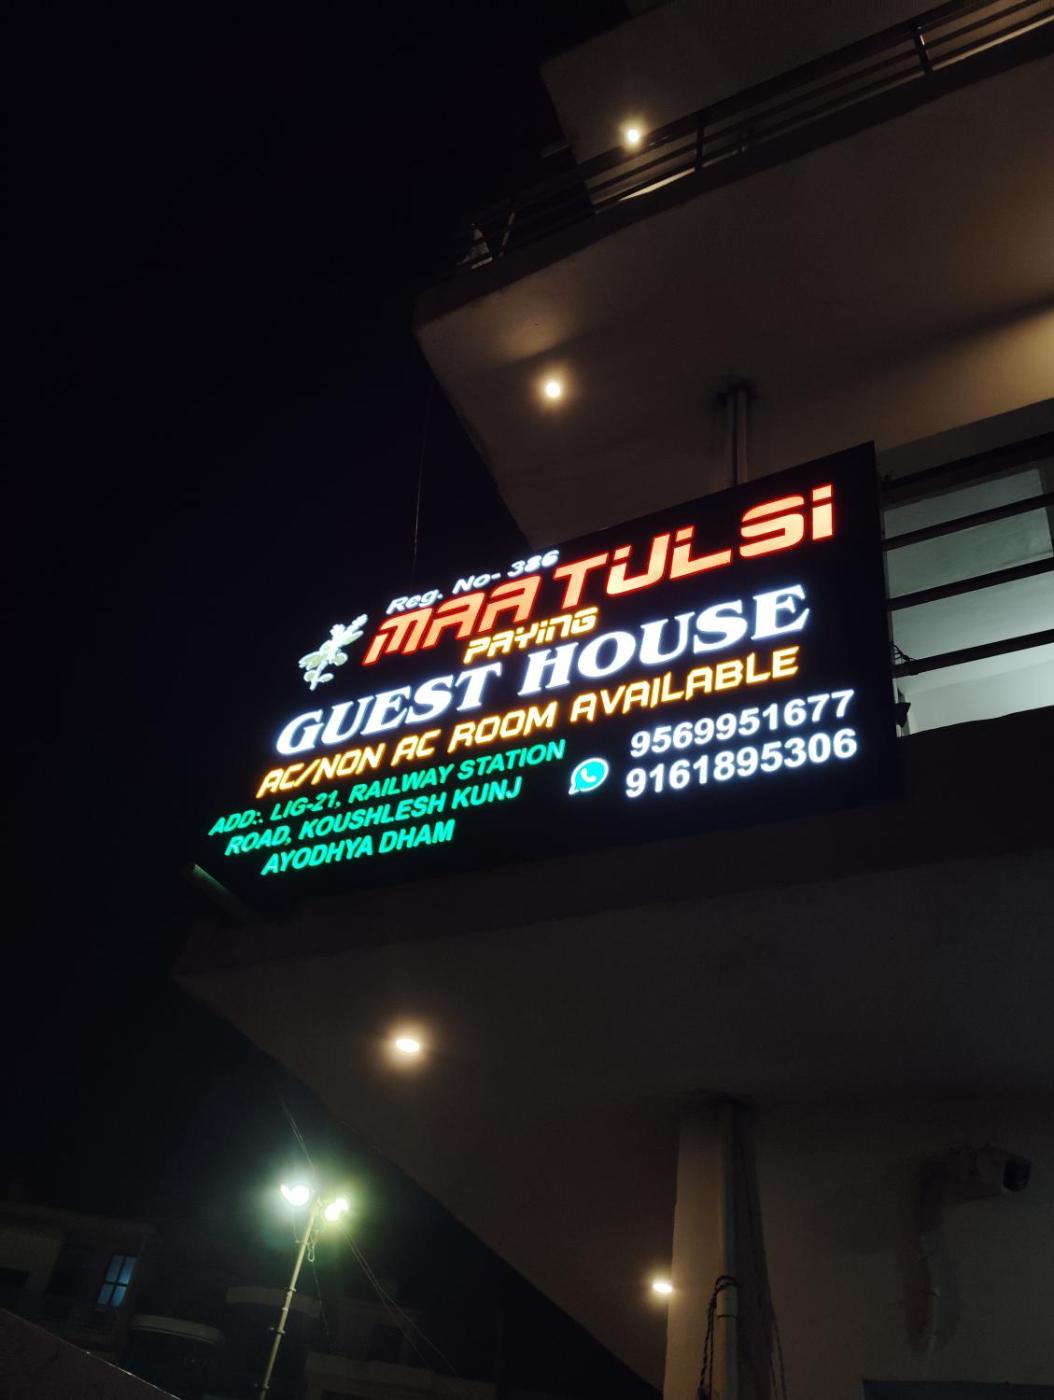 Reg. No- 386
MAA TULSi
PAYiNG
GUEST HOUSE
AC/NON AC ROOM AVAILABLE
ADD:. LIG-21, RAILWAY STATION
ROAD, KOUSHLESH KUNJ
AYODHYA DHAM
9569951677
9161895306